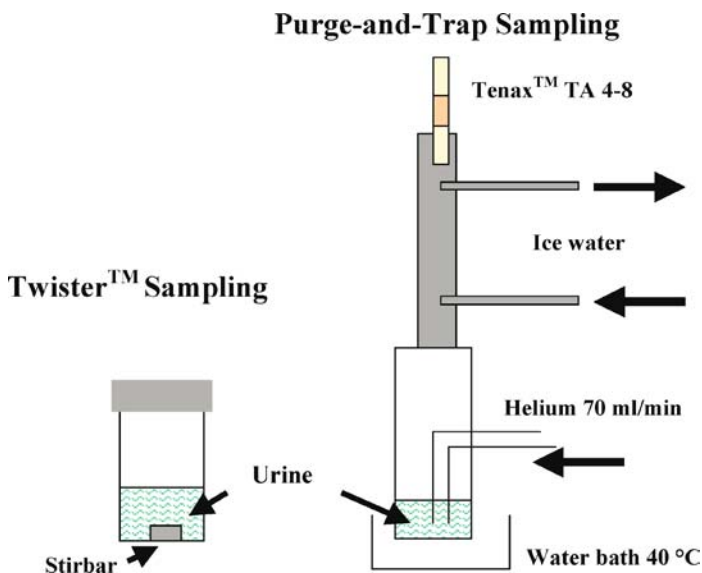 Purge-and-Trap Sampling
Tenax™ TA 4-8
Ice water
Twister™ Sampling
Helium 70 ml/min
Urine
Stirbar
Water bath 40 °C